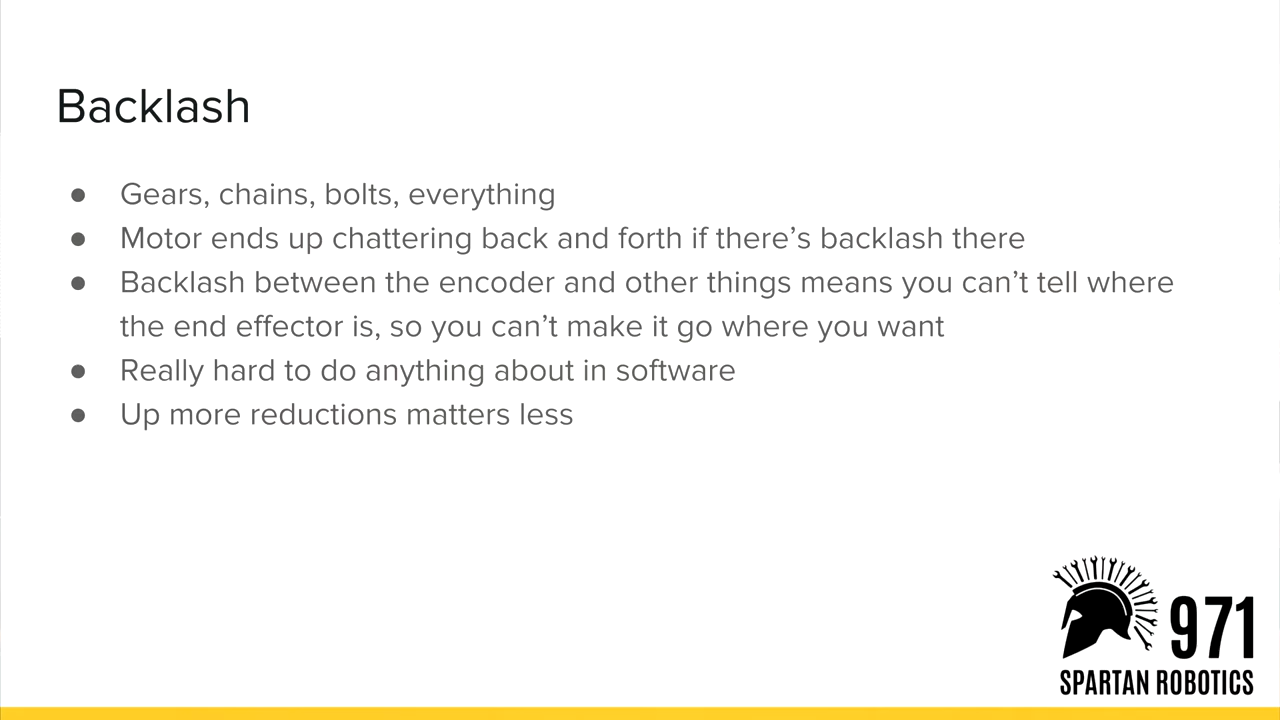 Backlash
● Gears, chains, bolts, everything
● Motor ends up chattering back and forth if there’s backlash there
● Backlash between the encoder and other things means you can’t tell where
the end effector is, so you can’t make it go where you want
● Really hard to do anything about in software
● Up more reductions matters less
971
SPARTAN ROBOTICS